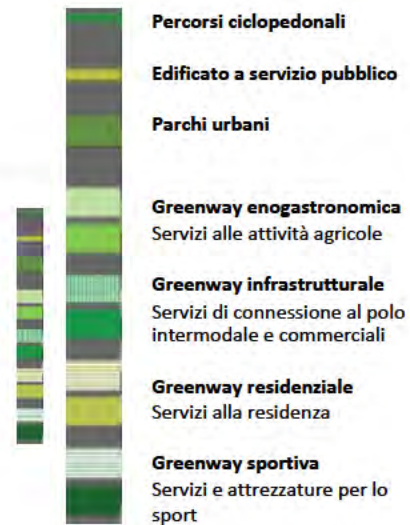 Percorsi ciclopedonali
Edificato a servizio pubblico
Parchi urbani
Greenway enogastronomica
Servizi alle attività agricole
Greenway infrastrutturale
Servizi di connessione al polo
intermodale e commerciali
Greenway residenziale
Servizi alla residenza
Greenway sportiva
Servizi e attrezzature per lo
sport